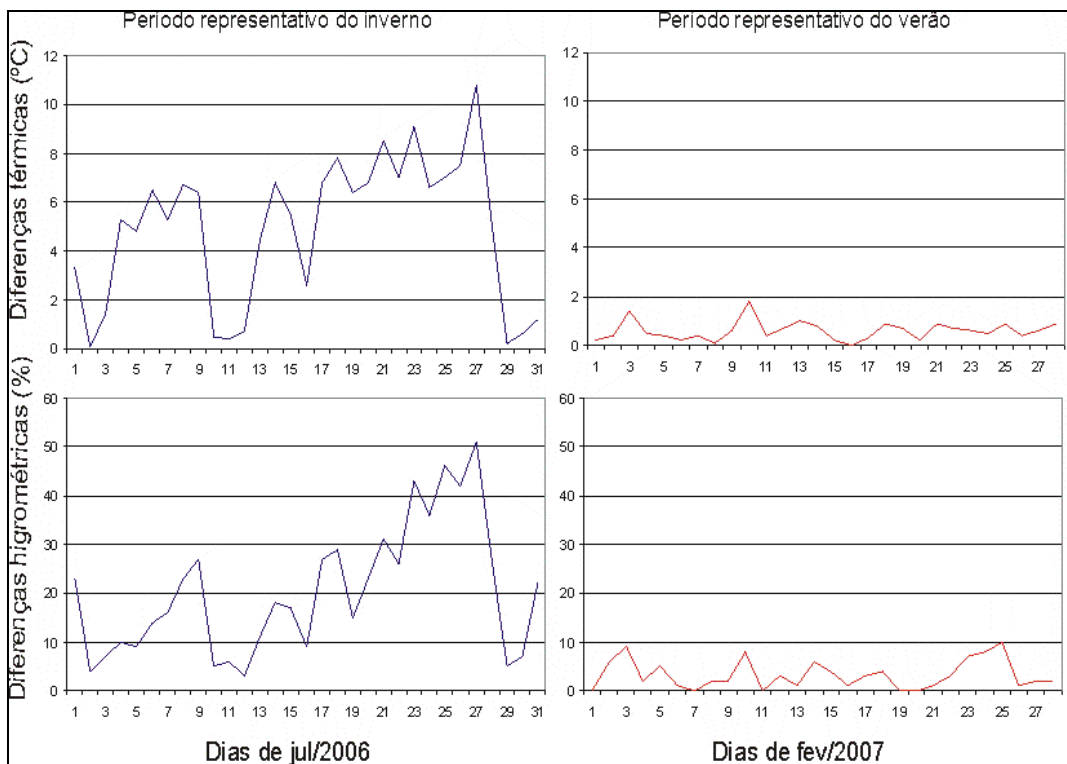 Período representativo do inverno
Período representativo do verão
Diferenças térmicas (ºC)
12
10
8
6
4
2
0
1 3 5 7 9 11 13 15 17 19 21 23 25 27 29 31
12
10
8
6
4
2
0
1 3 5 7 9 11 13 15 17 19 21 23 25 27
Diferenças higrométricas (%)
60
50
40
30
20
10
0
1 3 5 7 9 11 13 15 17 19 21 23 25 27 29 31
Dias de jul/2006
60
50
40
30
20
10
0
1 3 5 7 9 11 13 15 17 19 21 23 25 27
Dias de fev/2007